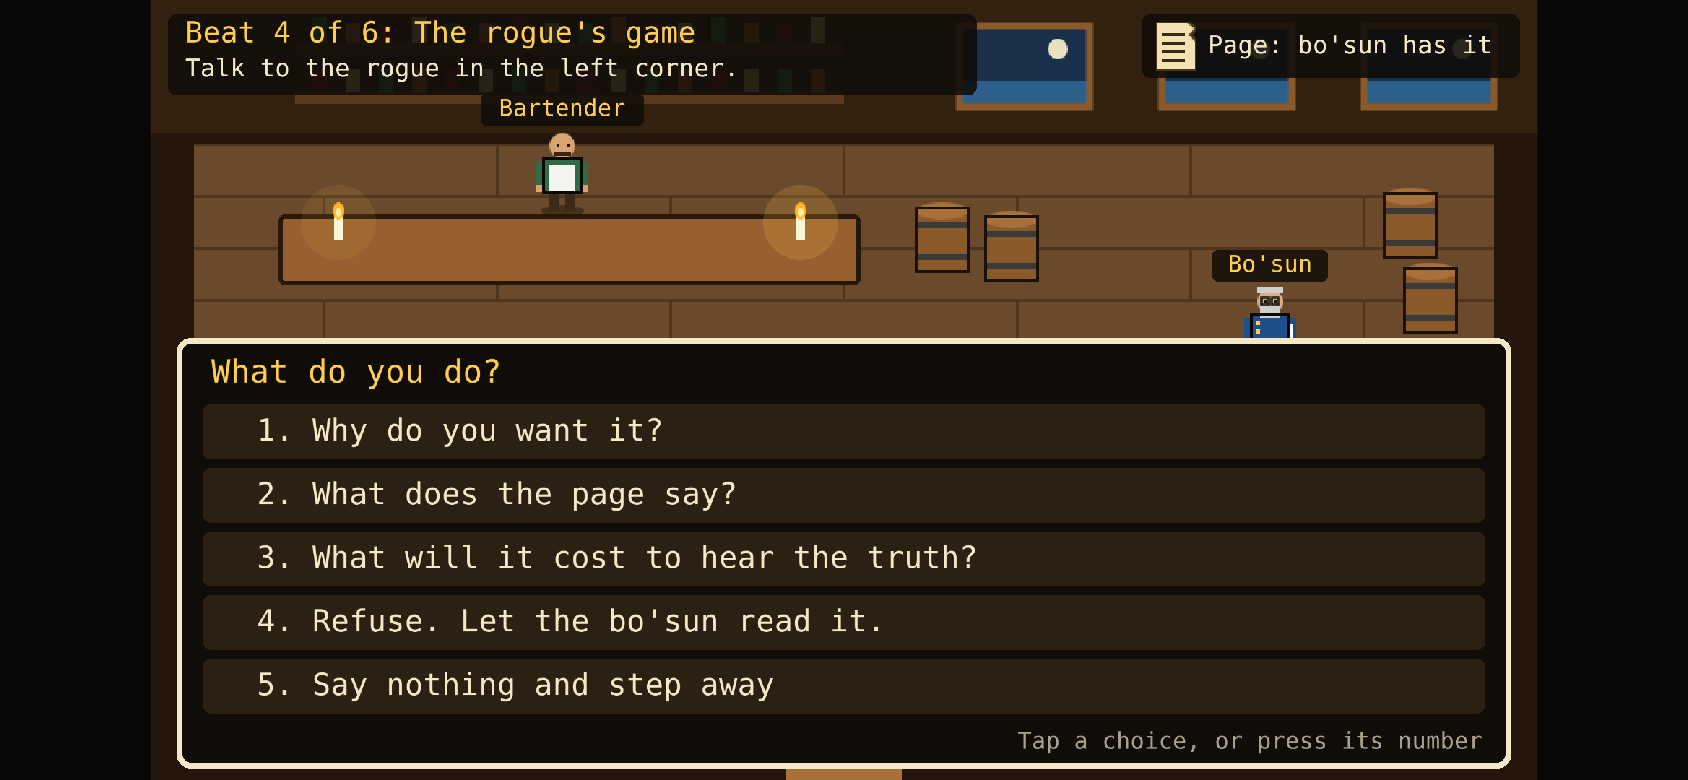 Beat 4 of 6: The rogue's game
Talk to the rogue in the left corner.
Page: bo'sun has it
Bartender
Bo'sun
What do you do?
1. Why do you want it?
2. What does the page say?
3. What will it cost to hear the truth?
4. Refuse. Let the bo'sun read it.
5. Say nothing and step away
Tap a choice, or press its number